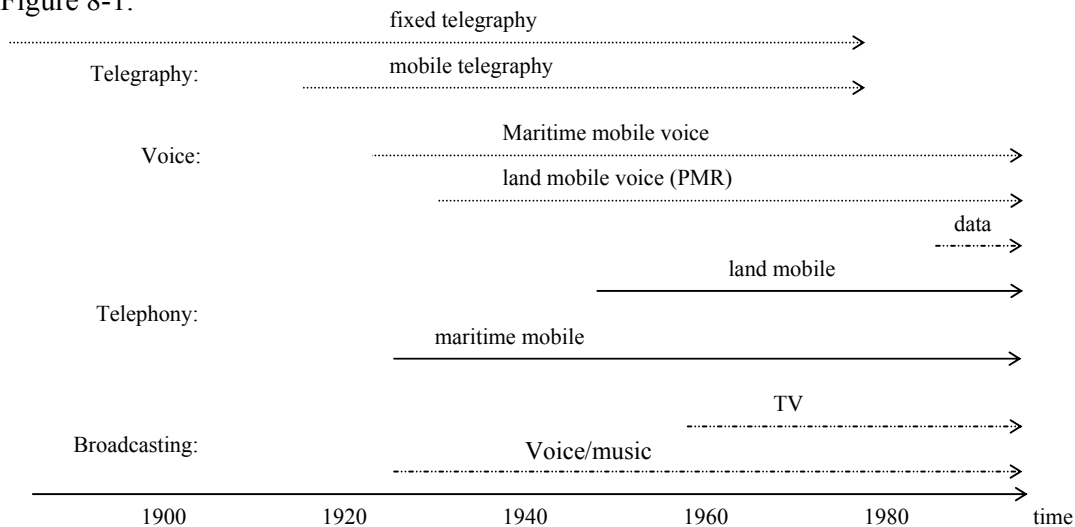 Figure 8-1.
fixed telegraphy
Telegraphy:
mobile telegraphy
Maritime mobile voice
Voice:
land mobile voice (PMR)
data
land mobile
Telephony:
maritime mobile
TV
Broadcasting:
Voice/music
1900 1920 1940 1960 1980 time